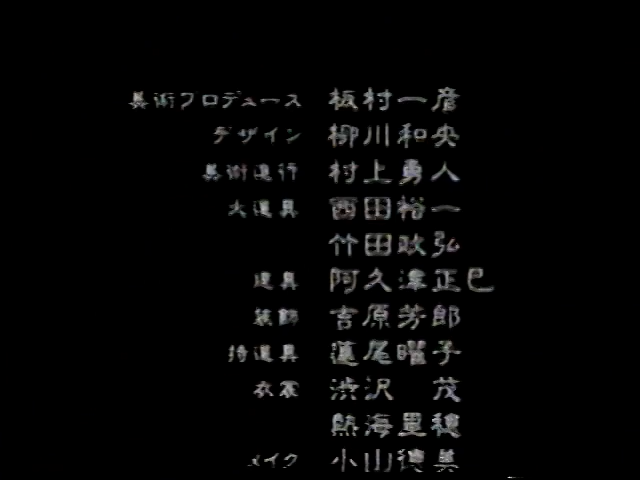 美術プロデュース 板村一彦
デザイン 柳川和央
美術進行 村上勇人
大道具 西田裕一
竹田政弘
建具 阿久津正巳
装飾 吉原芳郎
持道具 蓮尾曜子
衣裳 渋沢 茂
熱海里穂
メイク 小山徳美